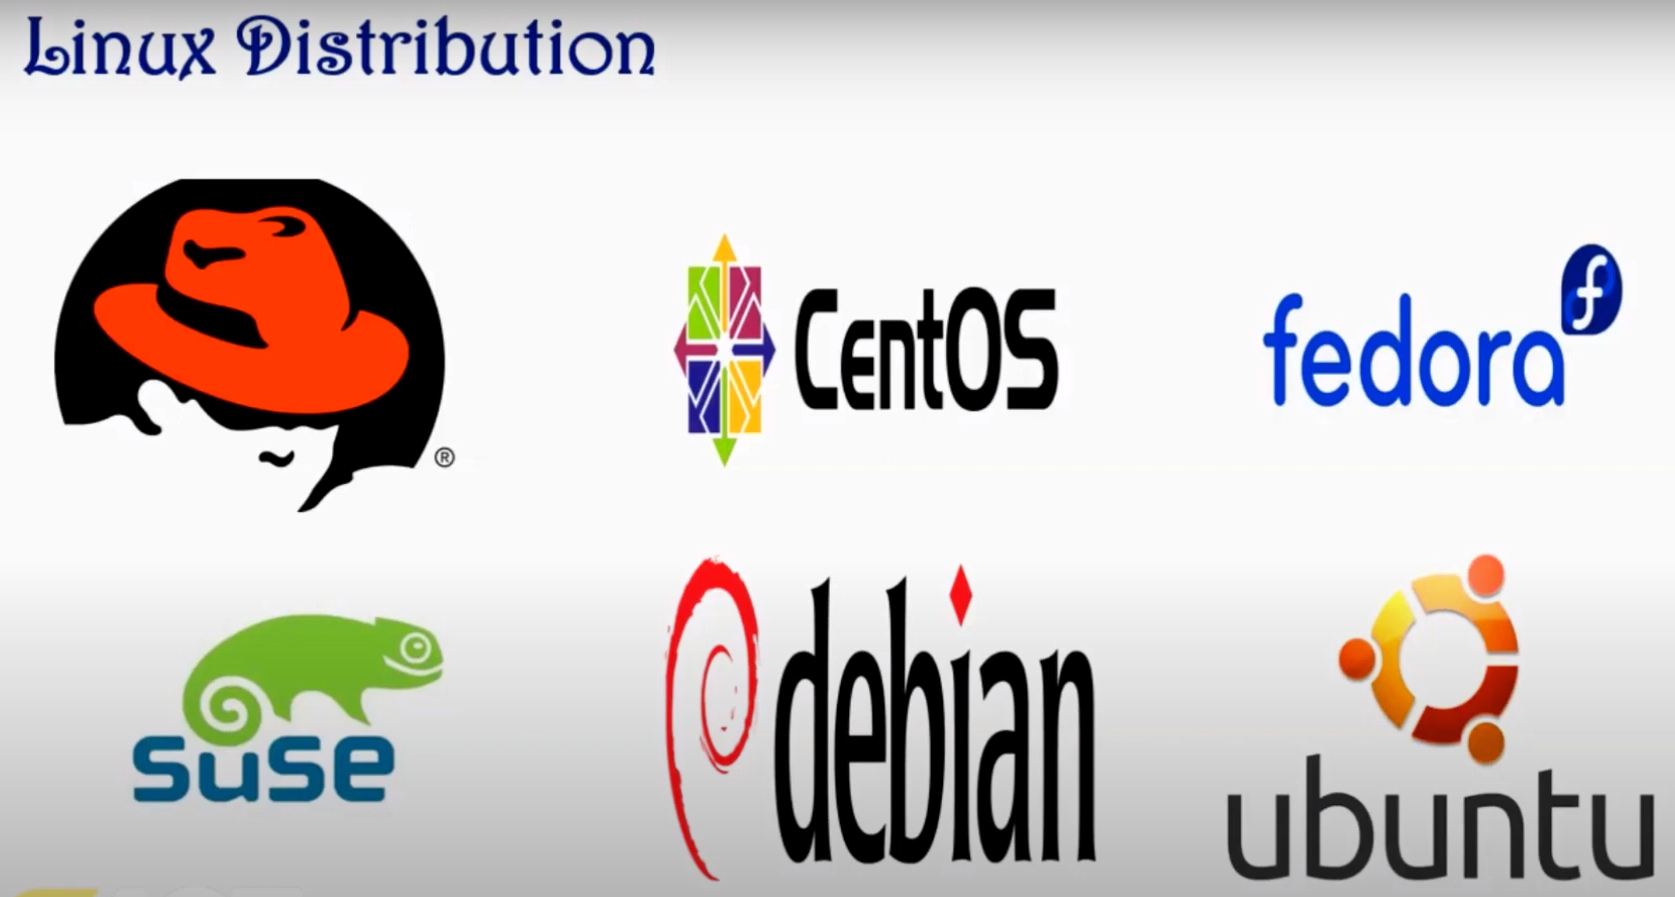 Linux Distribution
®
CentOS
fedora
suse
debian
ubuntu